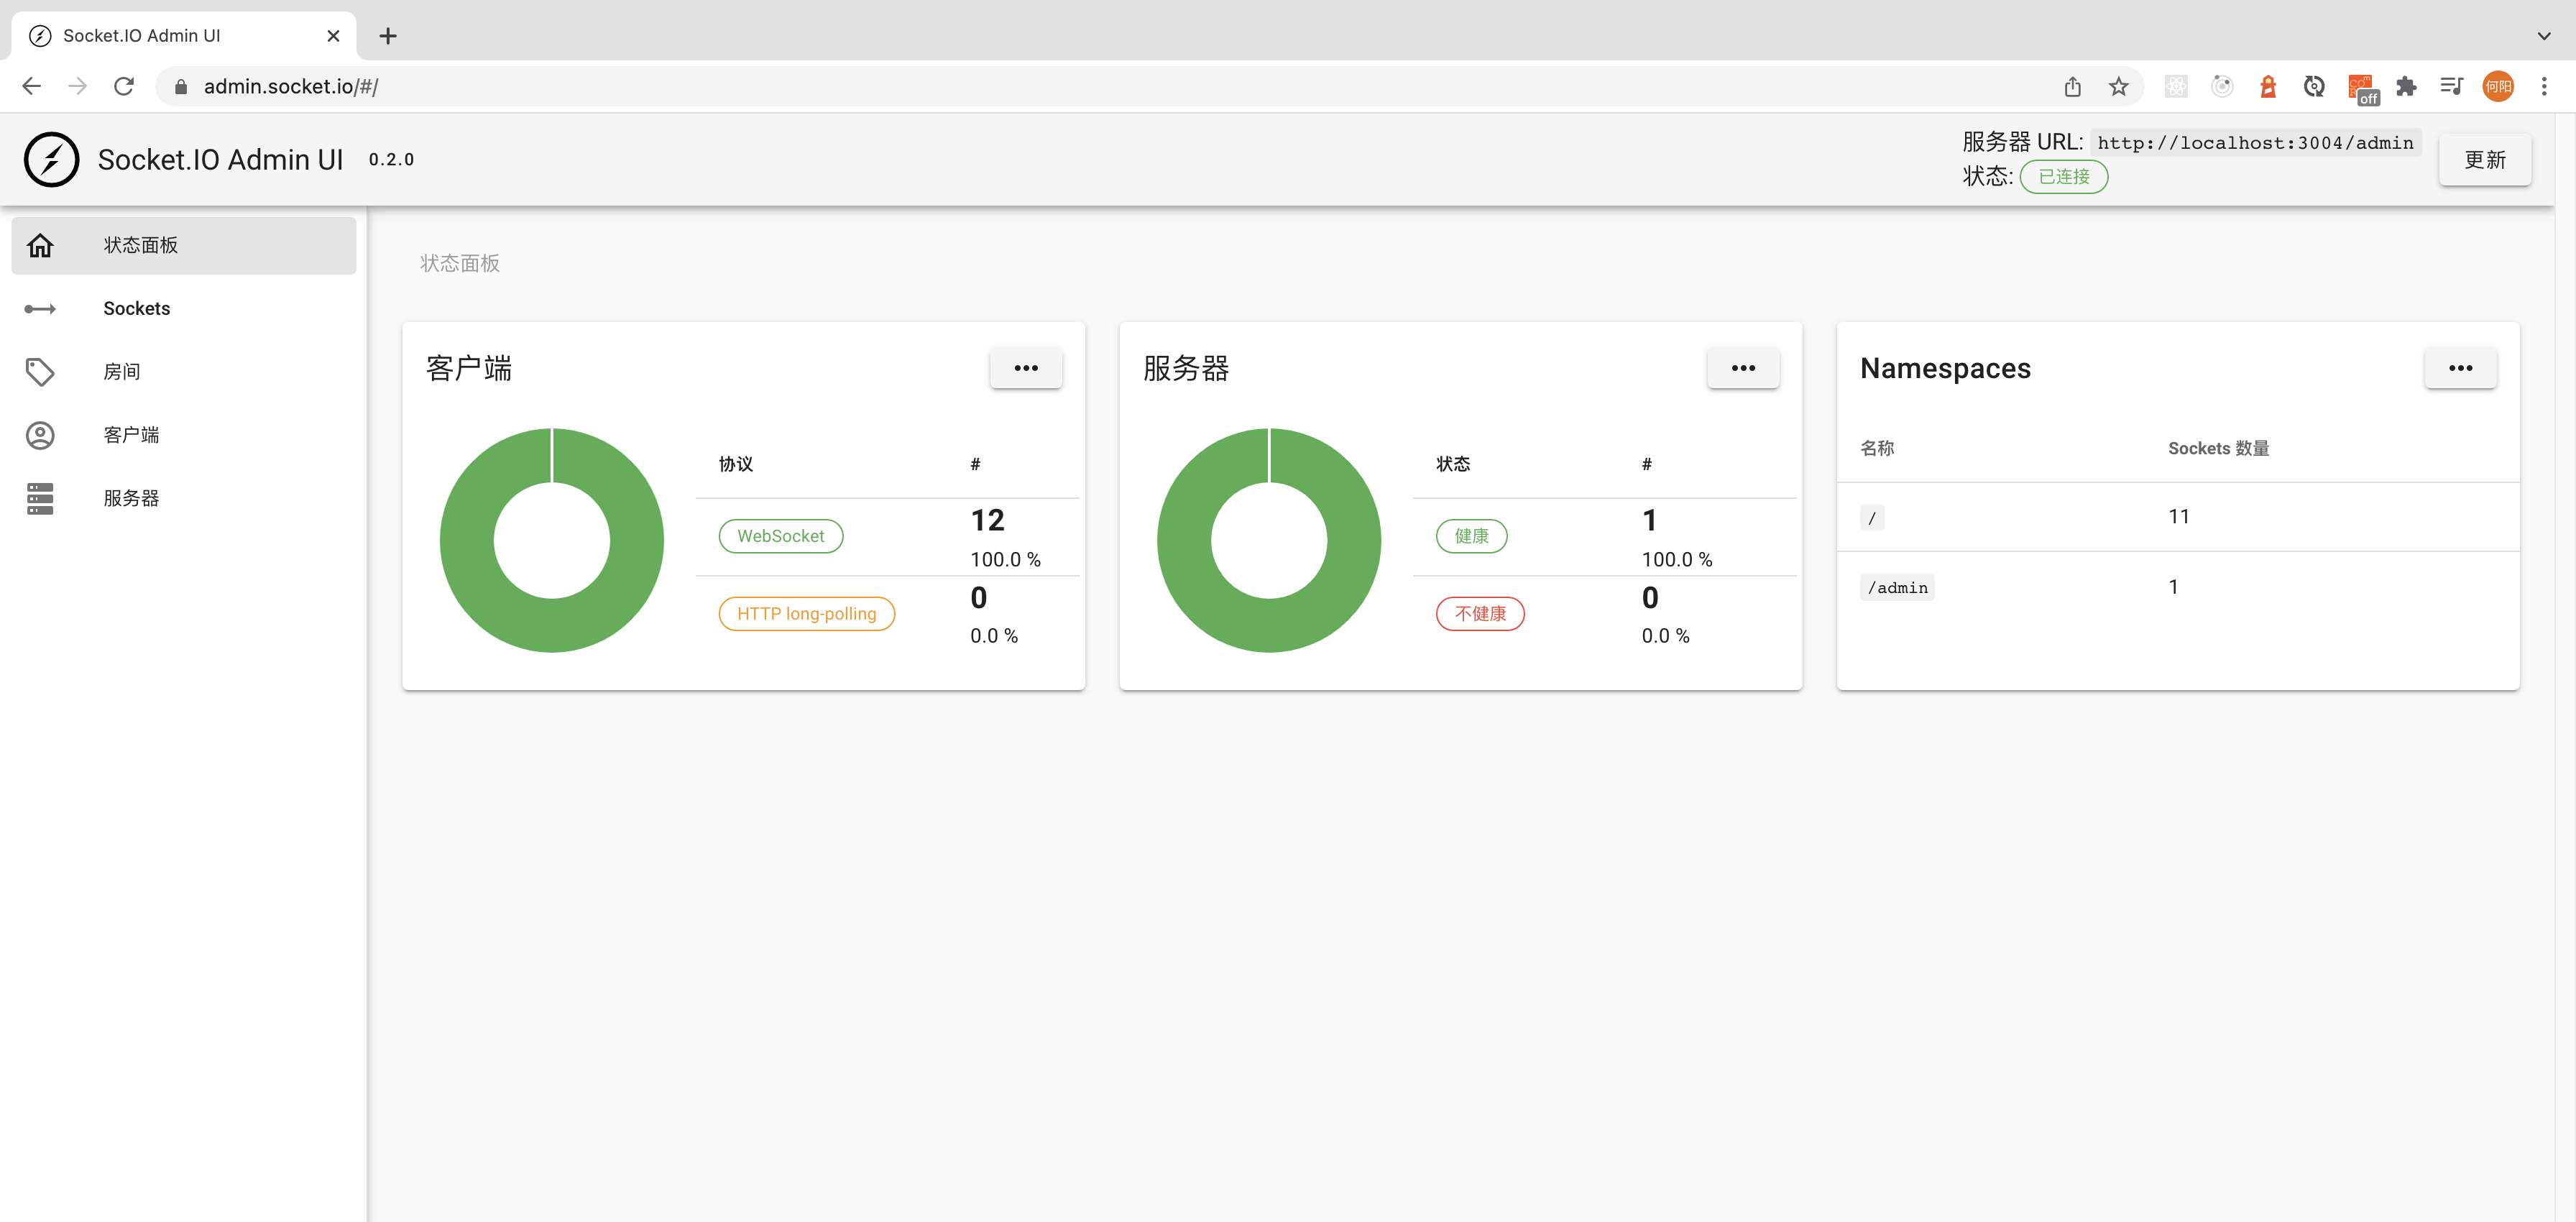 Socket.IO Admin UI
admin.socket.io/#/
off
何阳
Socket.IO Admin UI 0.2.0
服务器 URL: http://localhost:3004/admin
状态: 已连接
更新
状态面板
Sockets
房间
客户端
服务器
状态面板
客户端
协议 #
WebSocket 12
100.0 %
HTTP long-polling 0
0.0 %
服务器
状态 #
健康 1
100.0 %
不健康 0
0.0 %
Namespaces
名称 Sockets 数量
/ 11
/admin 1